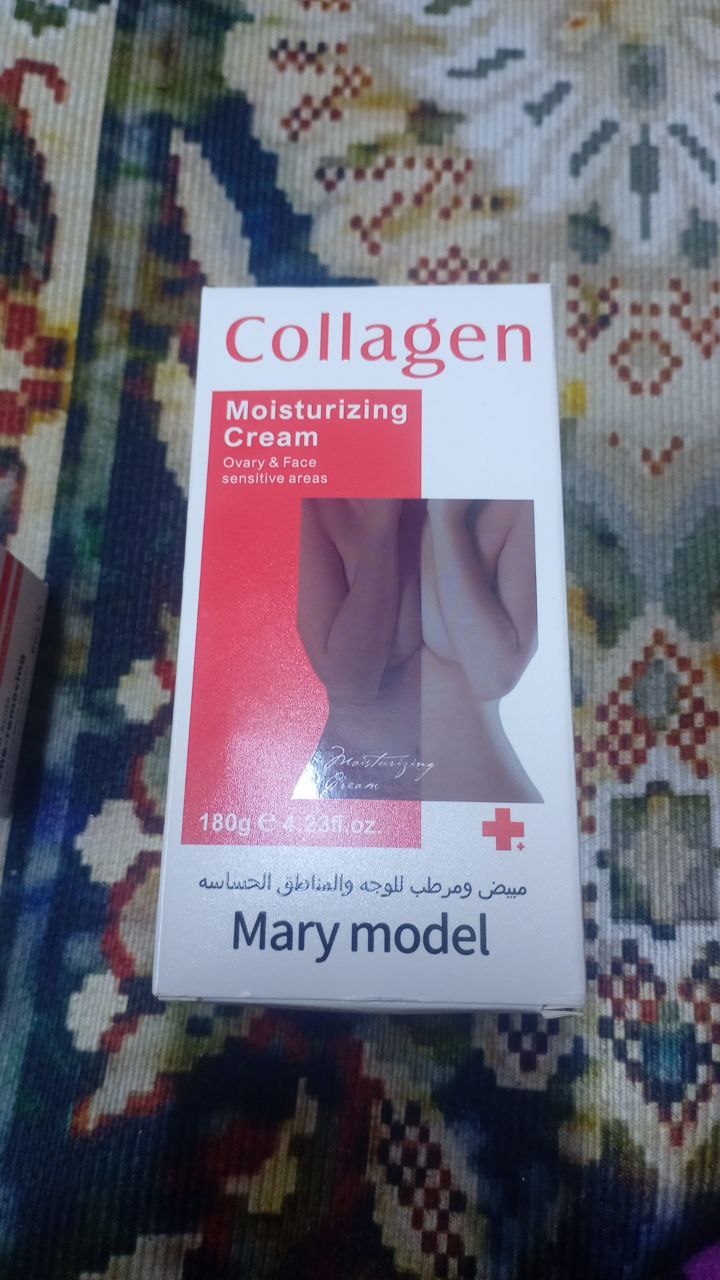 Collagen
Moisturizing
Cream
Ovary & Face
sensitive areas
Moisturizing
Cream
180g e 4.23fl.oz.
مبيض ومرطب للوجه والمناطق الحساسه
Mary model